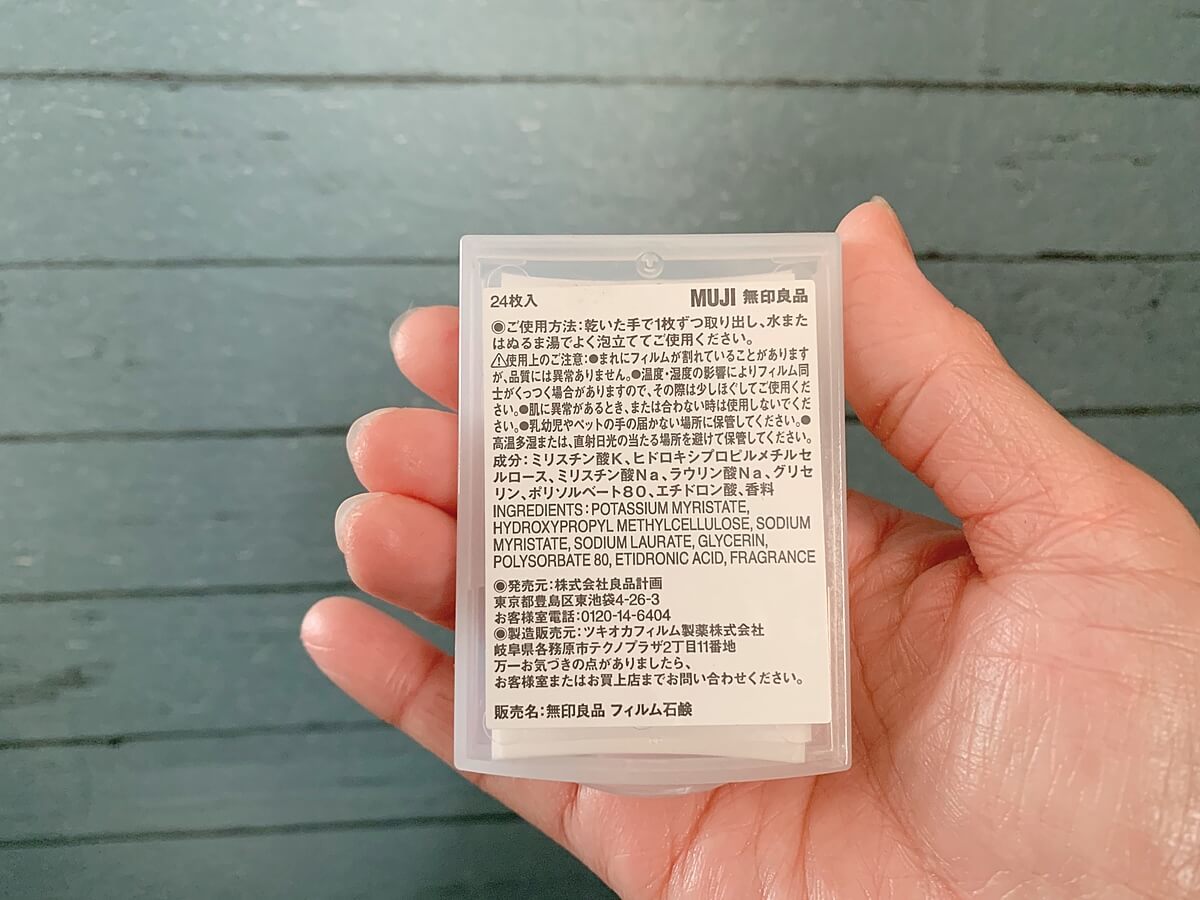 24枚入 MUJI 無印良品
◉ご使用方法:乾いた手で1枚ずつ取り出し、水また
はぬるま湯でよく泡立ててご使用ください。
⚠使用上のご注意:●まれにフィルムが割れていることがあります
が、品質には異常ありません。●温度・湿度の影響によりフィルム同
士がくっつく場合がありますので、その際は少しほぐしてご使用くだ
さい。●肌に異常があるとき、または合わない時は使用しないでくだ
さい。●乳幼児やペットの手の届かない場所に保管してください。●
高温多湿または、直射日光の当たる場所を避けて保管してください。
成分:ミリスチン酸K、ヒドロキシプロピルメチルセ
ルロース、ミリスチン酸Na、ラウリン酸Na、グリセ
リン、ポリソルベート80、エチドロン酸、香料
INGREDIENTS:POTASSIUM MYRISTATE,
HYDROXYPROPYL METHYLCELLULOSE, SODIUM
MYRISTATE, SODIUM LAURATE, GLYCERIN,
POLYSORBATE 80, ETIDRONIC ACID, FRAGRANCE
◉発売元:株式会社良品計画
東京都豊島区東池袋4-26-3
お客様室電話:0120-14-6404
◉製造販売元:ツキオカフィルム製薬株式会社
岐阜県各務原市テクノプラザ2丁目11番地
万一お気づきの点がありましたら、
お客様室またはお買上店までお問い合わせください。
販売名:無印良品 フィルム石鹸